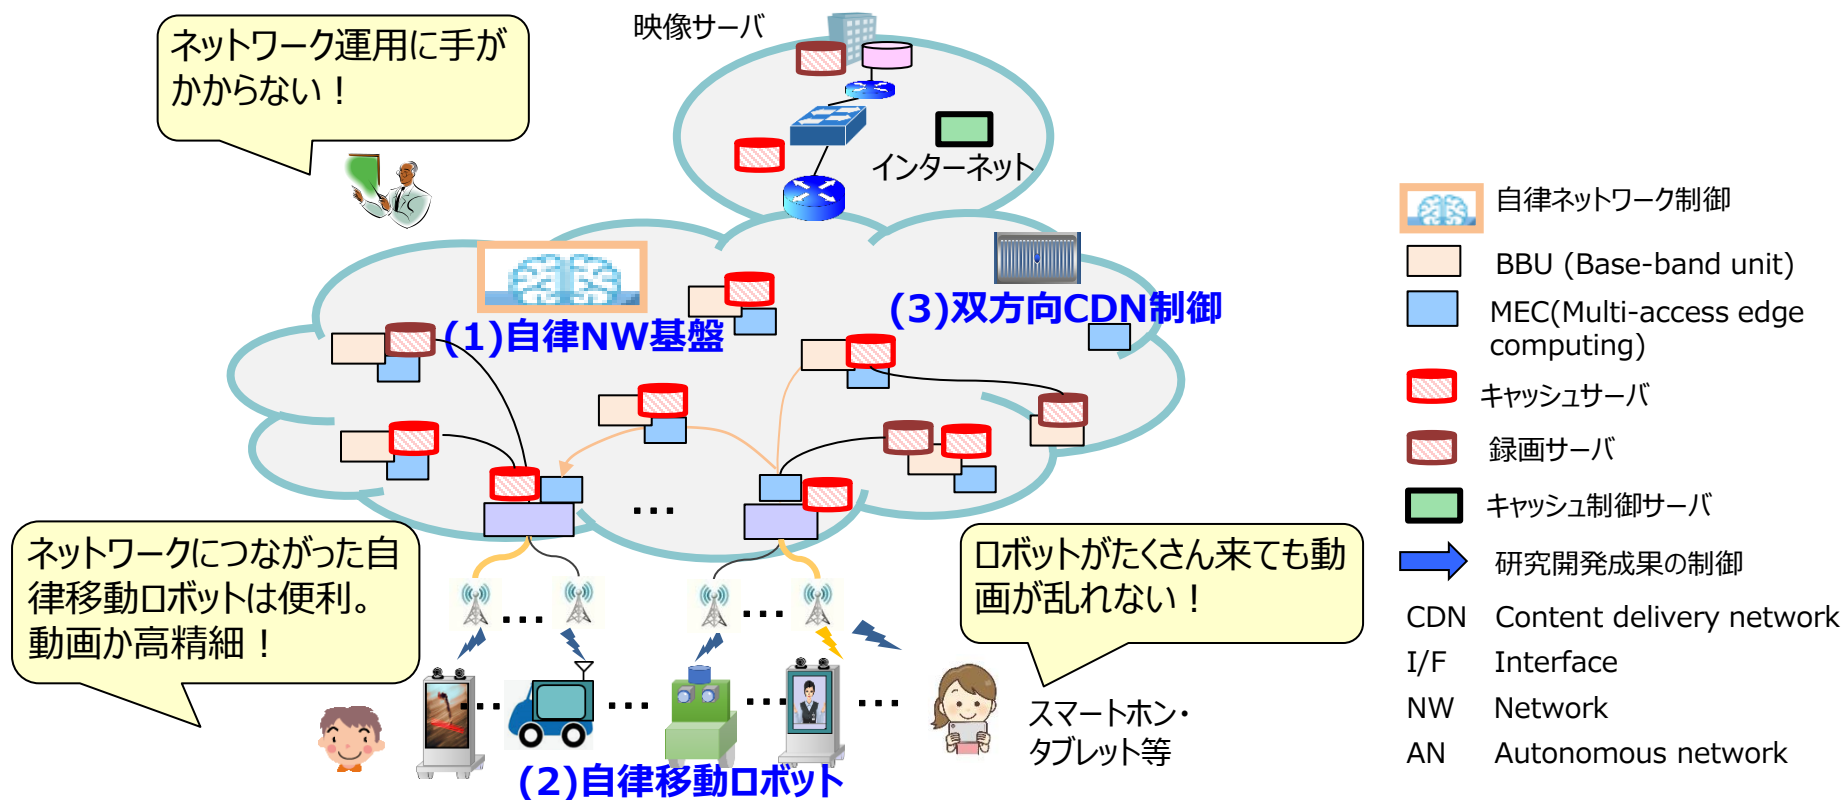 映像サーバ
ネットワーク運用に手が
かからない！
インターネット
(1)自律NW基盤
(3)双方向CDN制御
...
ネットワークにつながった自
律移動ロボットは便利。
動画か高精細！
ロボットがたくさん来ても動
画が乱れない！
...
...
...
...
...
...
スマートホン・
タブレット等
(2)自律移動ロボット
自律ネットワーク制御
BBU (Base-band unit)
MEC(Multi-access edge
computing)
キャッシュサーバ
録画サーバ
キャッシュ制御サーバ
研究開発成果の制御
CDN Content delivery network
I/F Interface
NW Network
AN Autonomous network